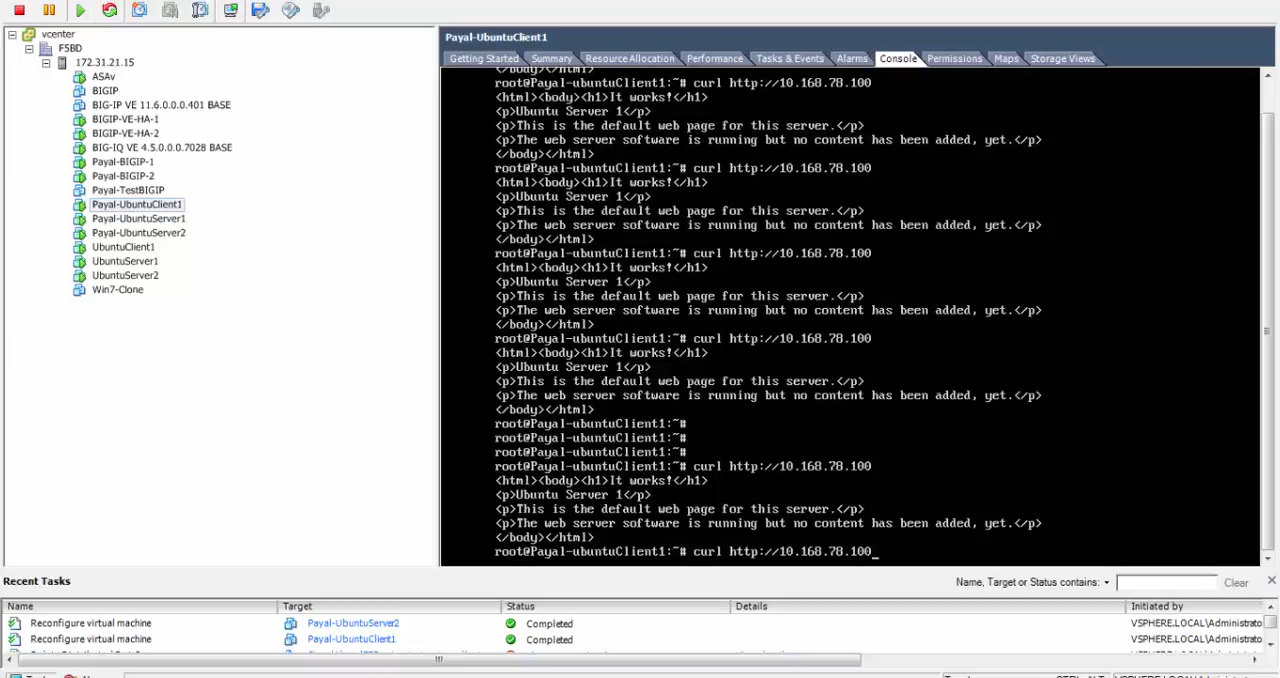 vcenter
F5BD
172.31.21.15
ASAv
BIGIP
BIG-IP VE 11.6.0.0.0.401 BASE
BIGIP-VE-HA-1
BIGIP-VE-HA-2
BIG-IQ VE 4.5.0.0.0.7028 BASE
Payal-BIGIP-1
Payal-BIGIP-2
Payal-TestBIGIP
Payal-UbuntuClient1
Payal-UbuntuServer1
Payal-UbuntuServer2
UbuntuClient1
UbuntuServer1
UbuntuServer2
Win7-Clone
Payal-UbuntuClient1
Getting Started Summary Resource Allocation Performance Tasks & Events Alarms Console Permissions Maps Storage Views
</body></html>
root@Payal-ubuntuClient1:~# curl http://10.168.78.100
<html><body><h1>It works!</h1>
<p>Ubuntu Server 1</p>
<p>This is the default web page for this server.</p>
<p>The web server software is running but no content has been added, yet.</p>
</body></html>
root@Payal-ubuntuClient1:~# curl http://10.168.78.100
<html><body><h1>It works!</h1>
<p>Ubuntu Server 1</p>
<p>This is the default web page for this server.</p>
<p>The web server software is running but no content has been added, yet.</p>
</body></html>
root@Payal-ubuntuClient1:~# curl http://10.168.78.100
<html><body><h1>It works!</h1>
<p>Ubuntu Server 1</p>
<p>This is the default web page for this server.</p>
<p>The web server software is running but no content has been added, yet.</p>
</body></html>
root@Payal-ubuntuClient1:~# curl http://10.168.78.100
<html><body><h1>It works!</h1>
<p>Ubuntu Server 1</p>
<p>This is the default web page for this server.</p>
<p>The web server software is running but no content has been added, yet.</p>
</body></html>
root@Payal-ubuntuClient1:~#
root@Payal-ubuntuClient1:~#
root@Payal-ubuntuClient1:~#
root@Payal-ubuntuClient1:~# curl http://10.168.78.100
<html><body><h1>It works!</h1>
<p>Ubuntu Server 1</p>
<p>This is the default web page for this server.</p>
<p>The web server software is running but no content has been added, yet.</p>
</body></html>
root@Payal-ubuntuClient1:~# curl http://10.168.78.100_
Recent Tasks
Name, Target or Status contains: Clear
Name Target Status Details Initiated by
Reconfigure virtual machine Payal-UbuntuServer2 Completed VSPHERE.LOCAL\Administrato
Reconfigure virtual machine Payal-UbuntuClient1 Completed VSPHERE.LOCAL\Administrato